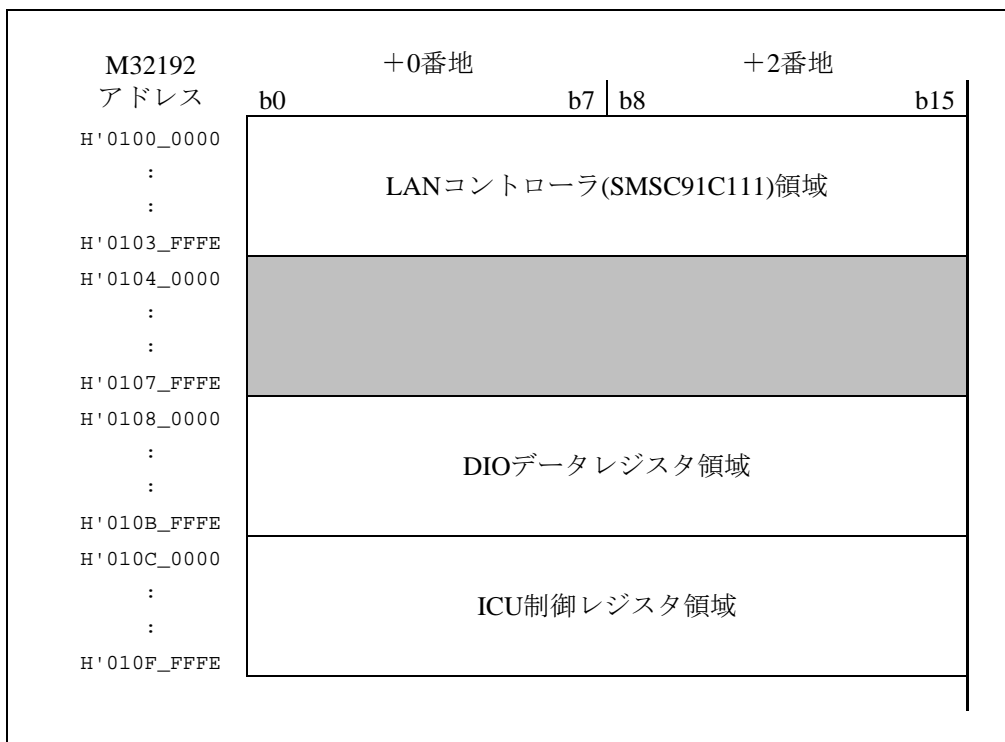 M32192
アドレス
+0番地 +2番地
b0 b7 b8 b15
H'0100_0000
:
:
H'0103_FFFE
LANコントローラ(SMSC91C111)領域
H'0104_0000
:
:
H'0107_FFFE
H'0108_0000
:
:
H'010B_FFFE
DIOデータレジスタ領域
H'010C_0000
:
:
H'010F_FFFE
ICU制御レジスタ領域